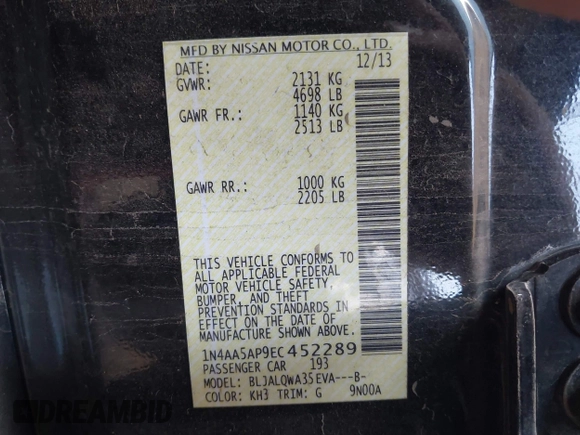 MFD BY NISSAN MOTOR CO., LTD.
DATE: 12/13
GVWR: 2131 KG
4698 LB
GAWR FR.: 1140 KG
2513 LB
GAWR RR.: 1000 KG
2205 LB
THIS VEHICLE CONFORMS TO
ALL APPLICABLE FEDERAL
MOTOR VEHICLE SAFETY,
BUMPER, AND THEFT
PREVENTION STANDARDS IN
EFFECT ON THE DATE OF
MANUFACTURE SHOWN ABOVE.
1N4AA5AP9EC452289
PASSENGER CAR 193
MODEL: BLJALQWA35EVA---B-
COLOR: KH3 TRIM: G 9N00A
DREAMBID